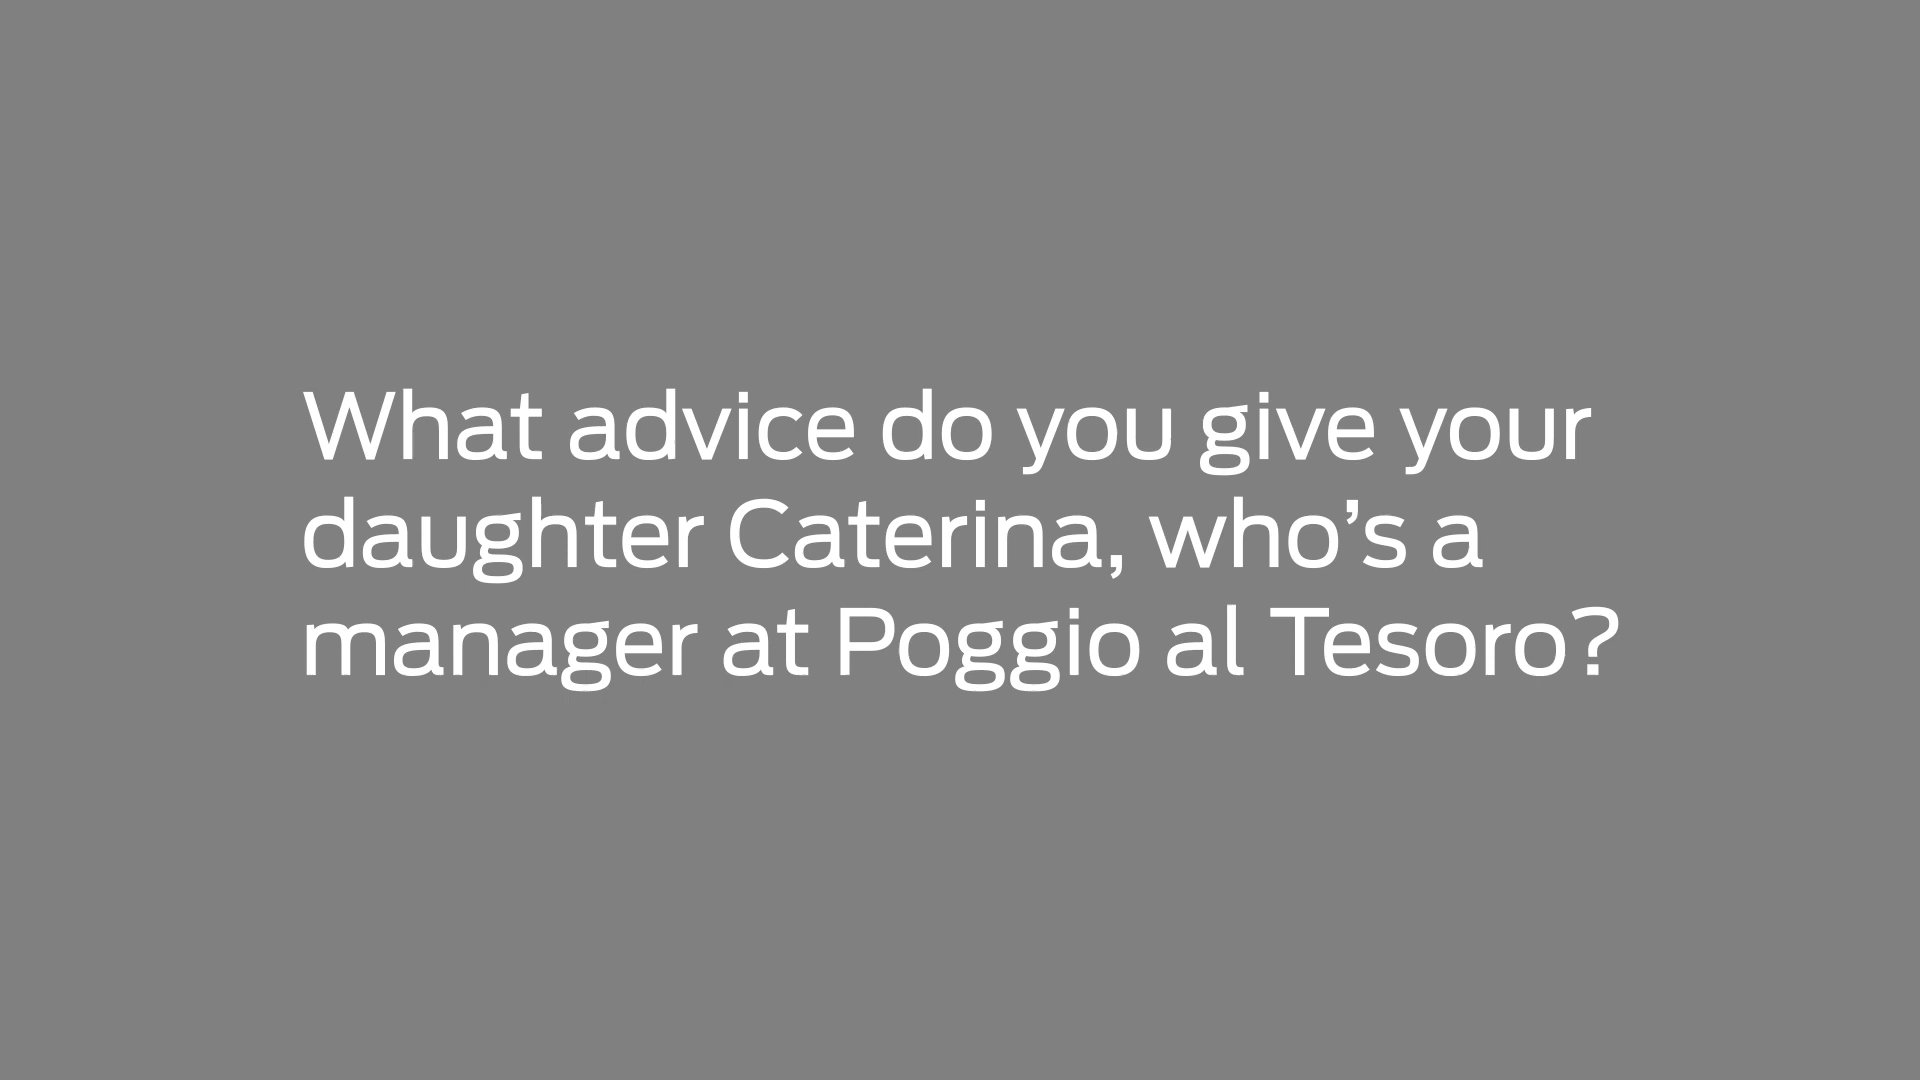 What advice do you give your
daughter Caterina, who’s a
manager at Poggio al Tesoro?